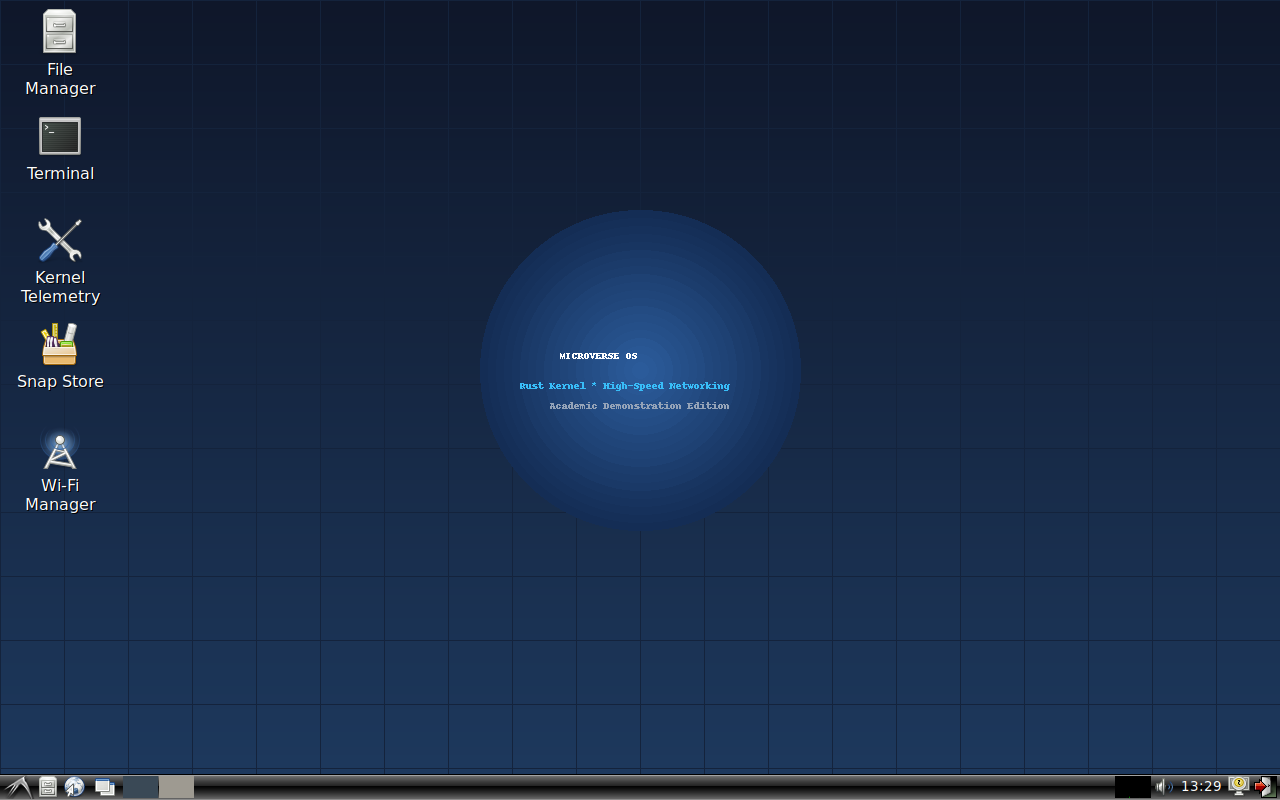 File
Manager
Terminal
Kernel
Telemetry
Snap Store
Wi-Fi
Manager
MICROVERSE OS
Rust Kernel * High-Speed Networking
Academic Demonstration Edition
13:29